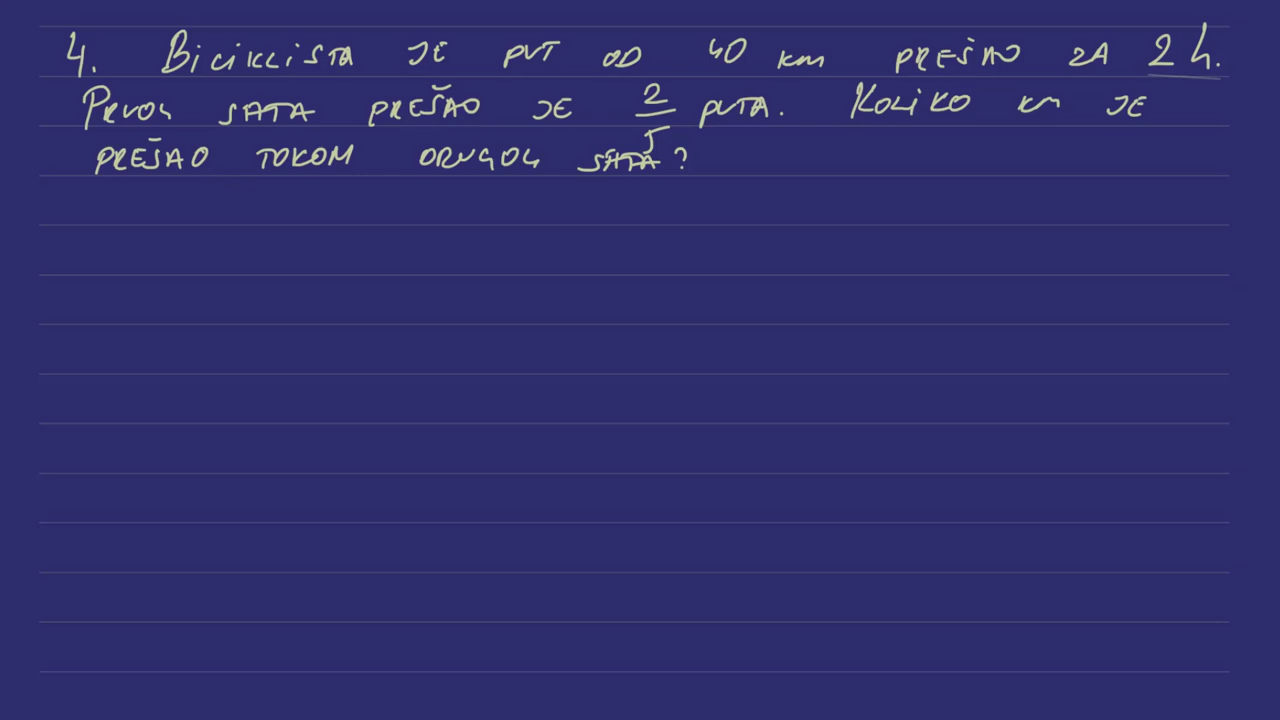 4. Biciklista je put od 40 km prešao za 2 h.
Prvog sata prešao je 2/5 puta. Koliko km je
prešao tokom drugog sata?